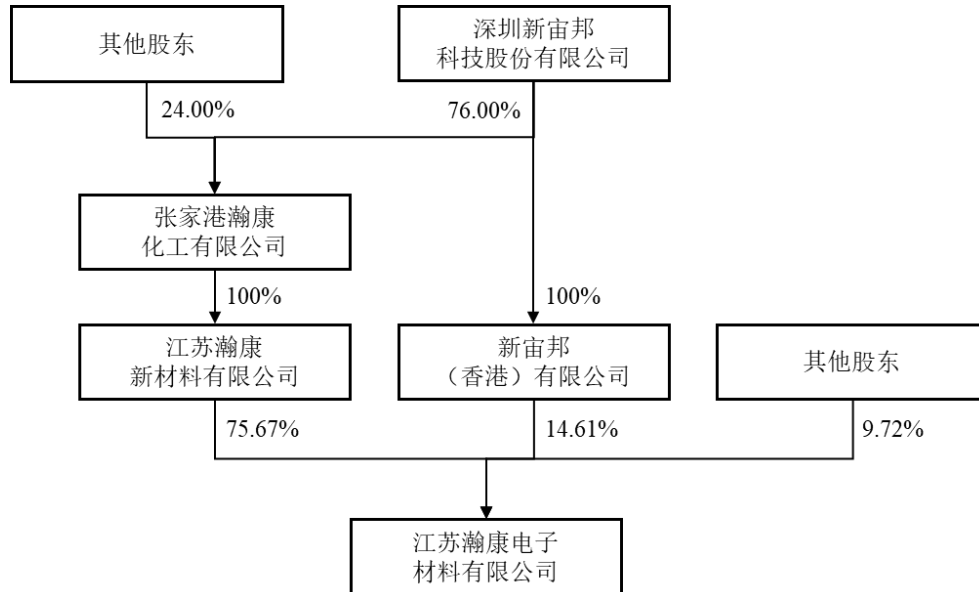 其他股东
深圳新宙邦
科技股份有限公司
24.00%
76.00%
张家港瀚康
化工有限公司
100%
100%
江苏瀚康
新材料有限公司
新宙邦
（香港）有限公司
其他股东
75.67%
14.61%
9.72%
江苏瀚康电子
材料有限公司